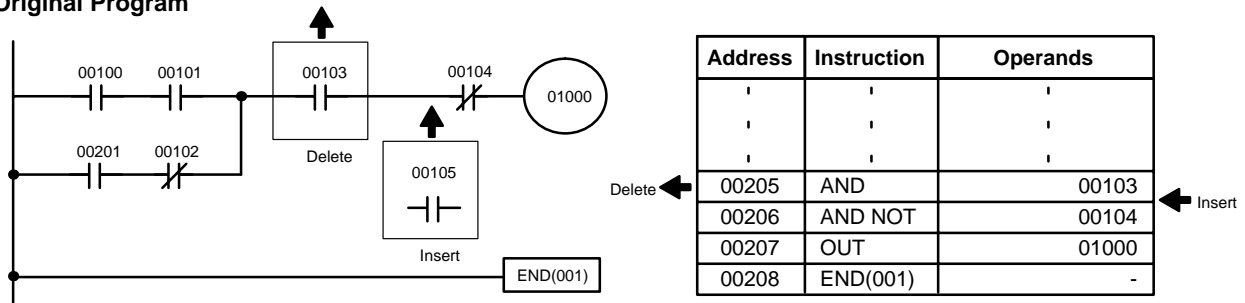 Original Program
00100 00101 00103 00104 01000
00201 00102
Delete
00105
Insert
END(001)
Address Instruction Operands
Delete 00205 AND 00103
Insert
00206 AND NOT 00104
00207 OUT 01000
00208 END(001) -